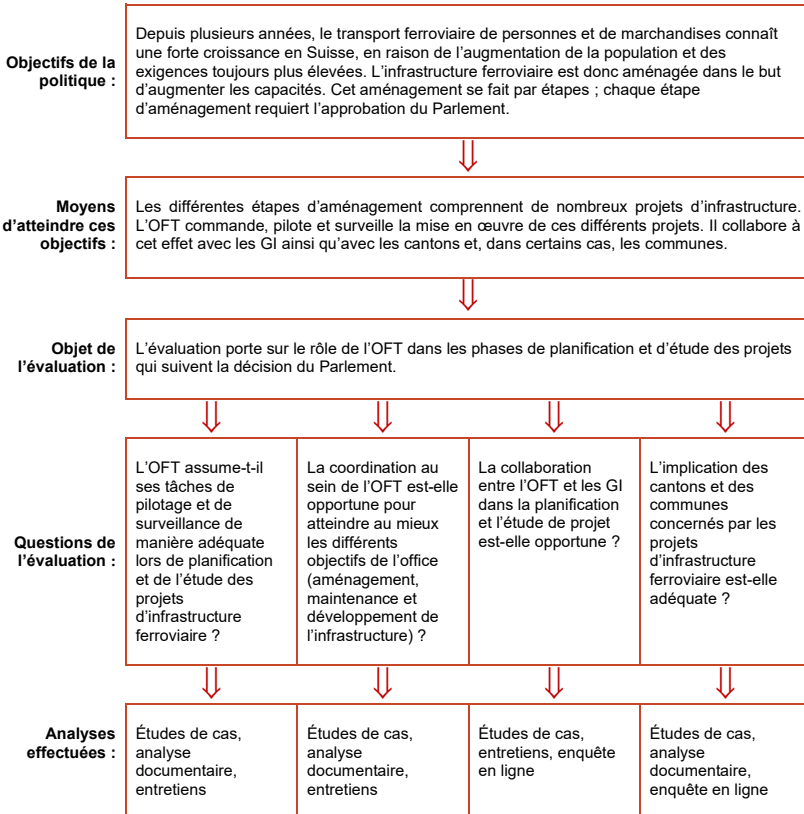 Objectifs de la
politique :
Depuis plusieurs années, le transport ferroviaire de personnes et de marchandises connaît
une forte croissance en Suisse, en raison de l’augmentation de la population et des
exigences toujours plus élevées. L’infrastructure ferroviaire est donc aménagée dans le but
d’augmenter les capacités. Cet aménagement se fait par étapes ; chaque étape
d’aménagement requiert l’approbation du Parlement.
Moyens
d’atteindre ces
objectifs :
Les différentes étapes d’aménagement comprennent de nombreux projets d’infrastructure.
L’OFT commande, pilote et surveille la mise en œuvre de ces différents projets. Il collabore à
cet effet avec les GI ainsi qu’avec les cantons et, dans certains cas, les communes.
Objet de
l’évaluation :
L’évaluation porte sur le rôle de l’OFT dans les phases de planification et d’étude des projets
qui suivent la décision du Parlement.
Questions de
l’évaluation :
L’OFT assume-t-il
ses tâches de
pilotage et de
surveillance de
manière adéquate
lors de planification
et de l’étude des
projets
d’infrastructure
ferroviaire ?
La coordination au
sein de l’OFT est-elle
opportune pour
atteindre au mieux
les différents
objectifs de l’office
(aménagement,
maintenance et
développement de
l’infrastructure) ?
La collaboration
entre l’OFT et les GI
dans la planification
et l’étude de projet
est-elle opportune ?
L’implication des
cantons et des
communes
concernés par les
projets
d’infrastructure
ferroviaire est-elle
adéquate ?
Analyses
effectuées :
Études de cas,
analyse
documentaire,
entretiens
Études de cas,
analyse
documentaire,
entretiens
Études de cas,
entretiens, enquête
en ligne
Études de cas,
analyse
documentaire,
enquête en ligne